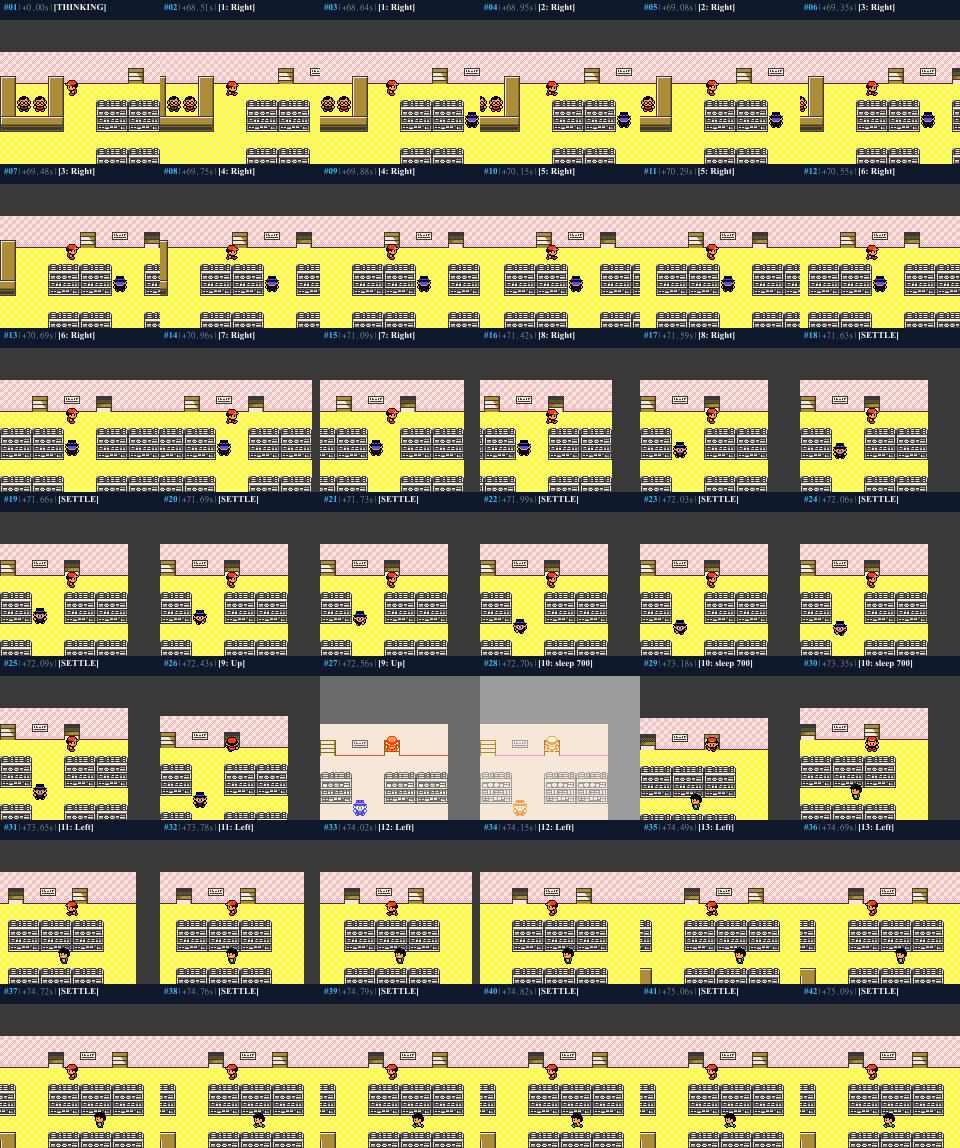 #01|+0.00s|[THINKING] #02|+68.51s|[1: Right] #03|+68.64s|[1: Right] #04|+68.95s|[2: Right] #05|+69.08s|[2: Right] #06|+69.35s|[3: Right]
#07|+69.48s|[3: Right] #08|+69.75s|[4: Right] #09|+69.88s|[4: Right] #10|+70.15s|[5: Right] #11|+70.29s|[5: Right] #12|+70.55s|[6: Right]
#13|+70.69s|[6: Right] #14|+70.96s|[7: Right] #15|+71.09s|[7: Right] #16|+71.42s|[8: Right] #17|+71.59s|[8: Right] #18|+71.63s|[SETTLE]
#19|+71.66s|[SETTLE] #20|+71.69s|[SETTLE] #21|+71.73s|[SETTLE] #22|+71.99s|[SETTLE] #23|+72.03s|[SETTLE] #24|+72.06s|[SETTLE]
#25|+72.09s|[SETTLE] #26|+72.43s|[9: Up] #27|+72.56s|[9: Up] #28|+72.70s|[10: sleep 700] #29|+73.18s|[10: sleep 700] #30|+73.35s|[10: sleep 700]
#31|+73.65s|[11: Left] #32|+73.78s|[11: Left] #33|+74.02s|[12: Left] #34|+74.15s|[12: Left] #35|+74.49s|[13: Left] #36|+74.69s|[13: Left]
#37|+74.72s|[SETTLE] #38|+74.76s|[SETTLE] #39|+74.79s|[SETTLE] #40|+74.82s|[SETTLE] #41|+75.06s|[SETTLE] #42|+75.09s|[SETTLE]